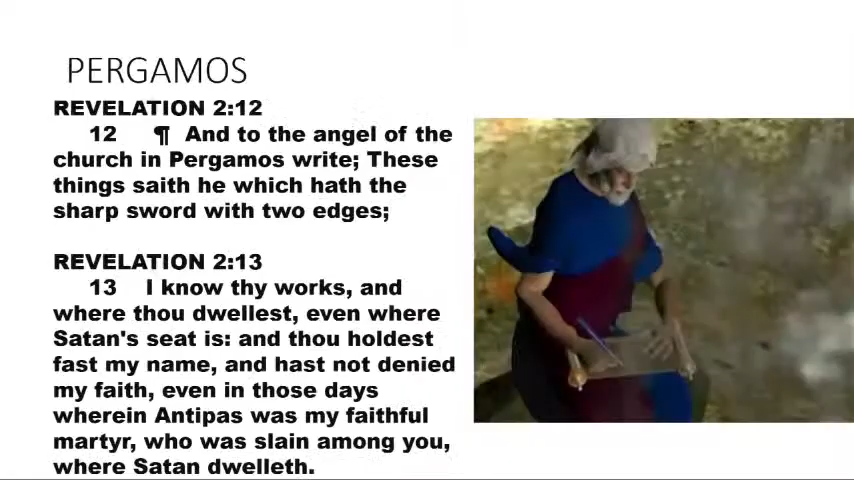 PERGAMOS
REVELATION 2:12
12 ¶ And to the angel of the
church in Pergamos write; These
things saith he which hath the
sharp sword with two edges;
REVELATION 2:13
13 I know thy works, and
where thou dwellest, even where
Satan's seat is: and thou holdest
fast my name, and hast not denied
my faith, even in those days
wherein Antipas was my faithful
martyr, who was slain among you,
where Satan dwelleth.